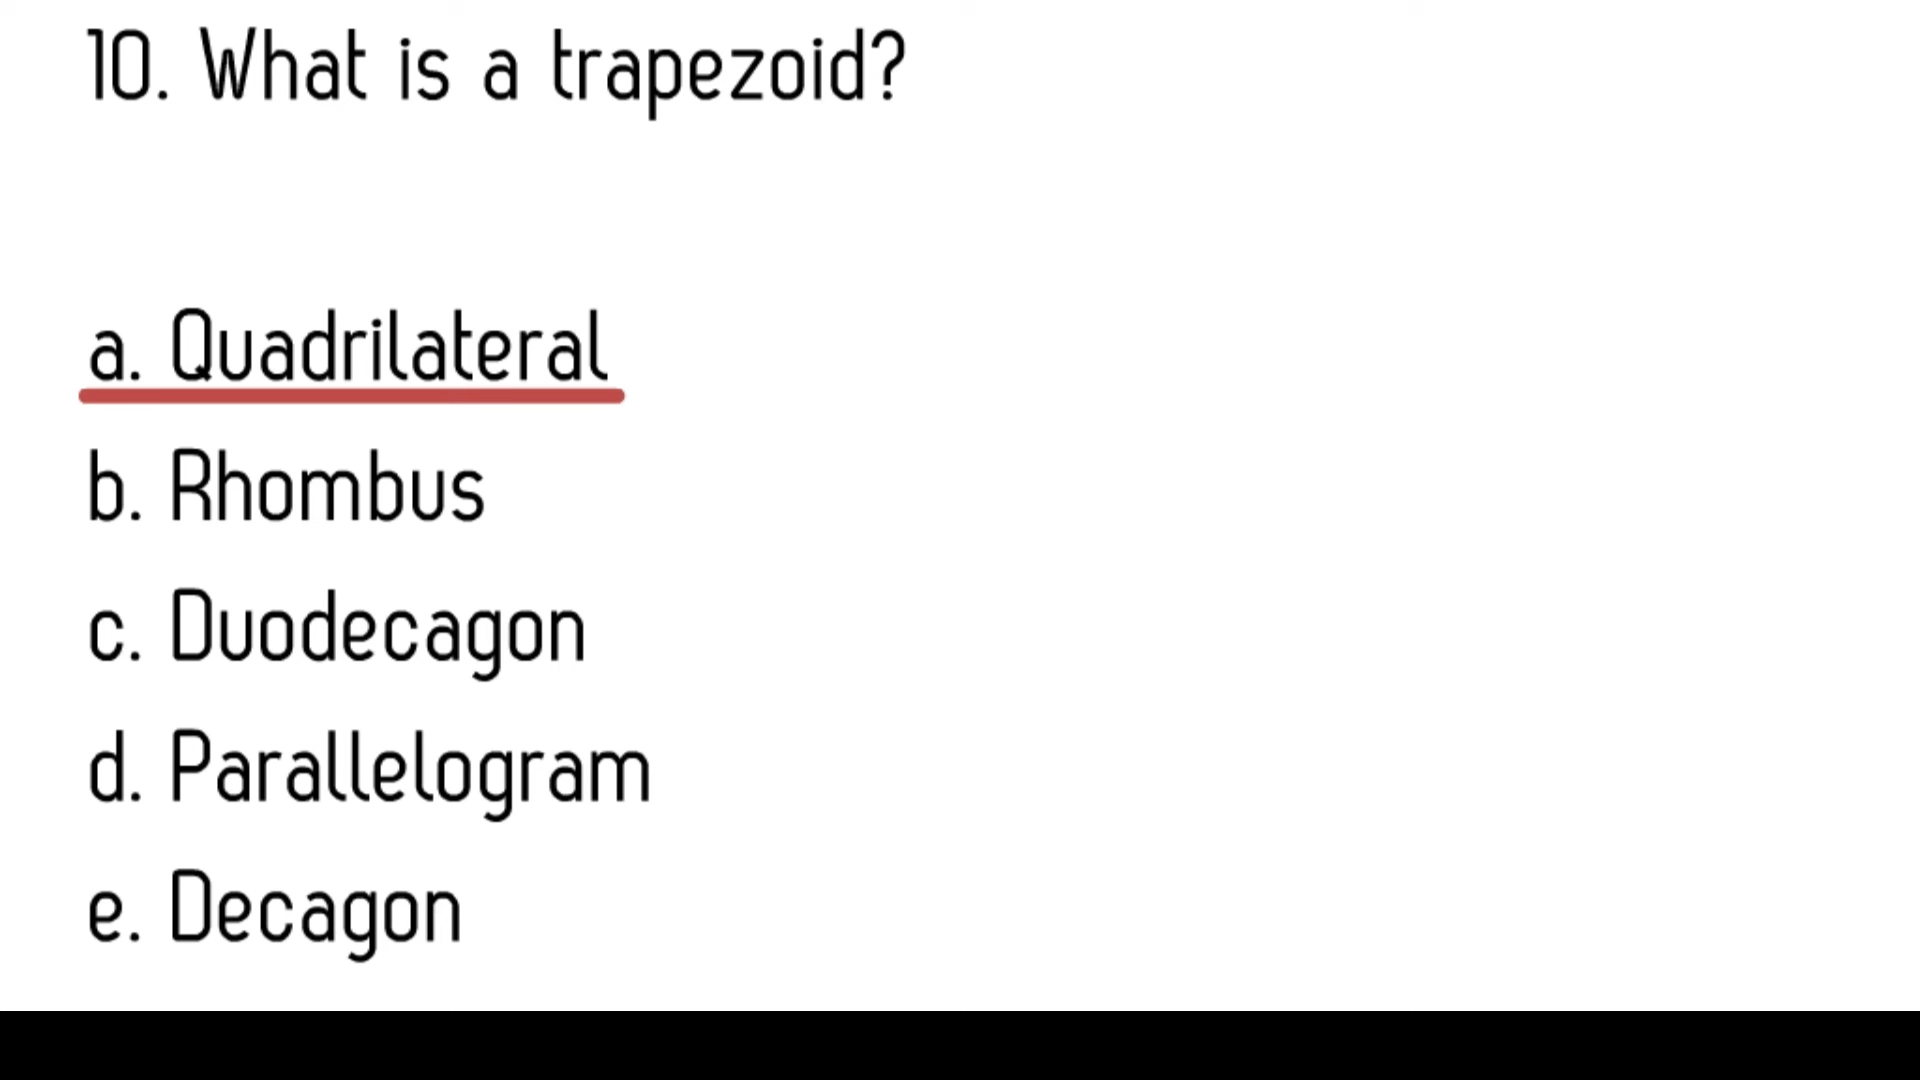 10. What is a trapezoid?
a. Quadrilateral
b. Rhombus
c. Duodecagon
d. Parallelogram
e. Decagon